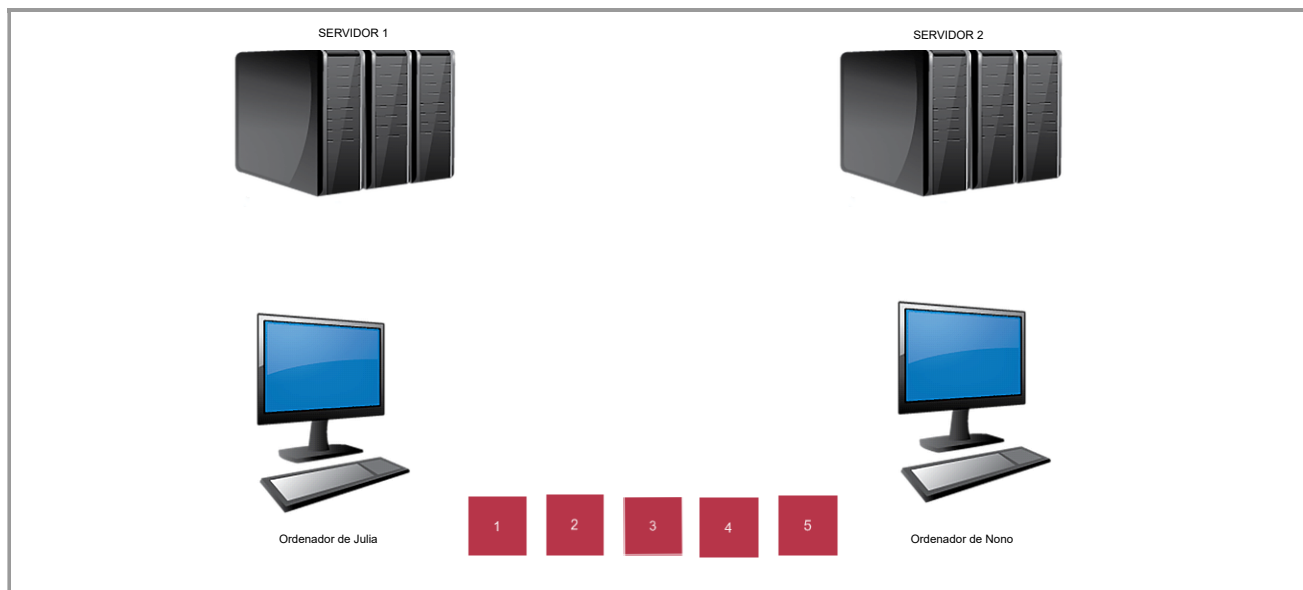 SERVIDOR 1
SERVIDOR 2
1
2
3
4
5
Ordenador de Julia
Ordenador de Nono